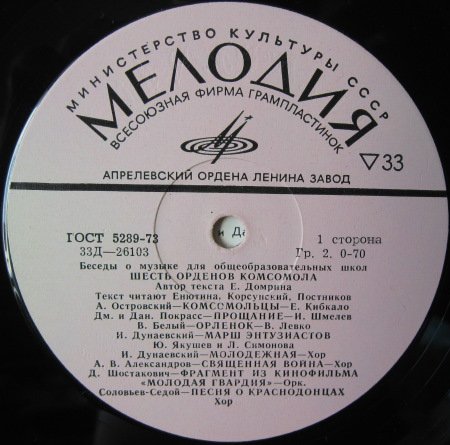 МИНИСТЕРСТВО КУЛЬТУРЫ СССР
МЕЛОДИЯ
ВСЕСОЮЗНАЯ ФИРМА ГРАМПЛАСТИНОК
▽33
АПРЕЛЕВСКИЙ ОРДЕНА ЛЕНИНА ЗАВОД
ГОСТ 5289-73
33Д—26103
1 сторона
Гр. 2. 0-70
Беседы о музыке для общеобразовательных школ
ШЕСТЬ ОРДЕНОВ КОМСОМОЛА
Автор текста Е. Домрина
Текст читают Енютина, Корсунский, Постников
А. Островский—КОМСОМОЛЬЦЫ— Е. Кибкало
Дм. и Дан. Покрасс—ПРОЩАНИЕ— И. Шмелев
В. Белый—ОРЛЕНОК—В. Левко
И. Дунаевский—МАРШ ЭНТУЗИАСТОВ
Ю. Якушев и Л. Симонова
И. Дунаевский—МОЛОДЕЖНАЯ—Хор
А. В. Александров—СВЯЩЕННАЯ ВОЙНА—Хор
Д. Шостакович—ФРАГМЕНТ ИЗ КИНОФИЛЬМА
«МОЛОДАЯ ГВАРДИЯ»—Орк.
Соловьев-Седой—ПЕСНЯ О КРАСНОДОНЦАХ
Хор